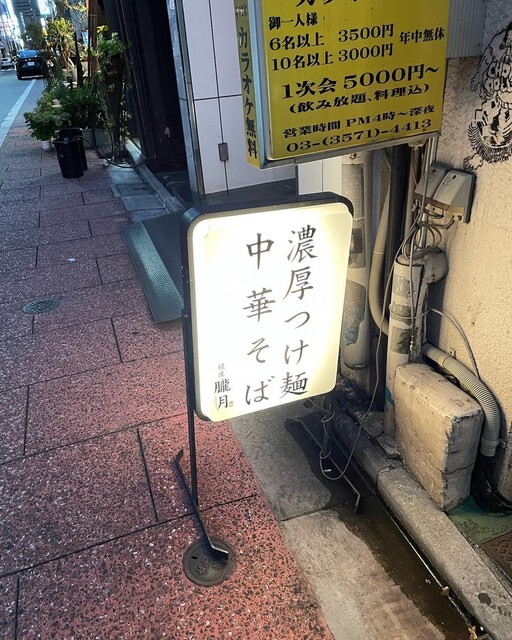 カラオケ無料
御一人様
6名以上 3500円
10名以上 3000円
年中無休
1次会 5000円~
(飲み放題、料理込)
営業時間 PM4時~深夜
03-(3571)-4413
濃厚つけ麺
中華そば
銀座
朧月